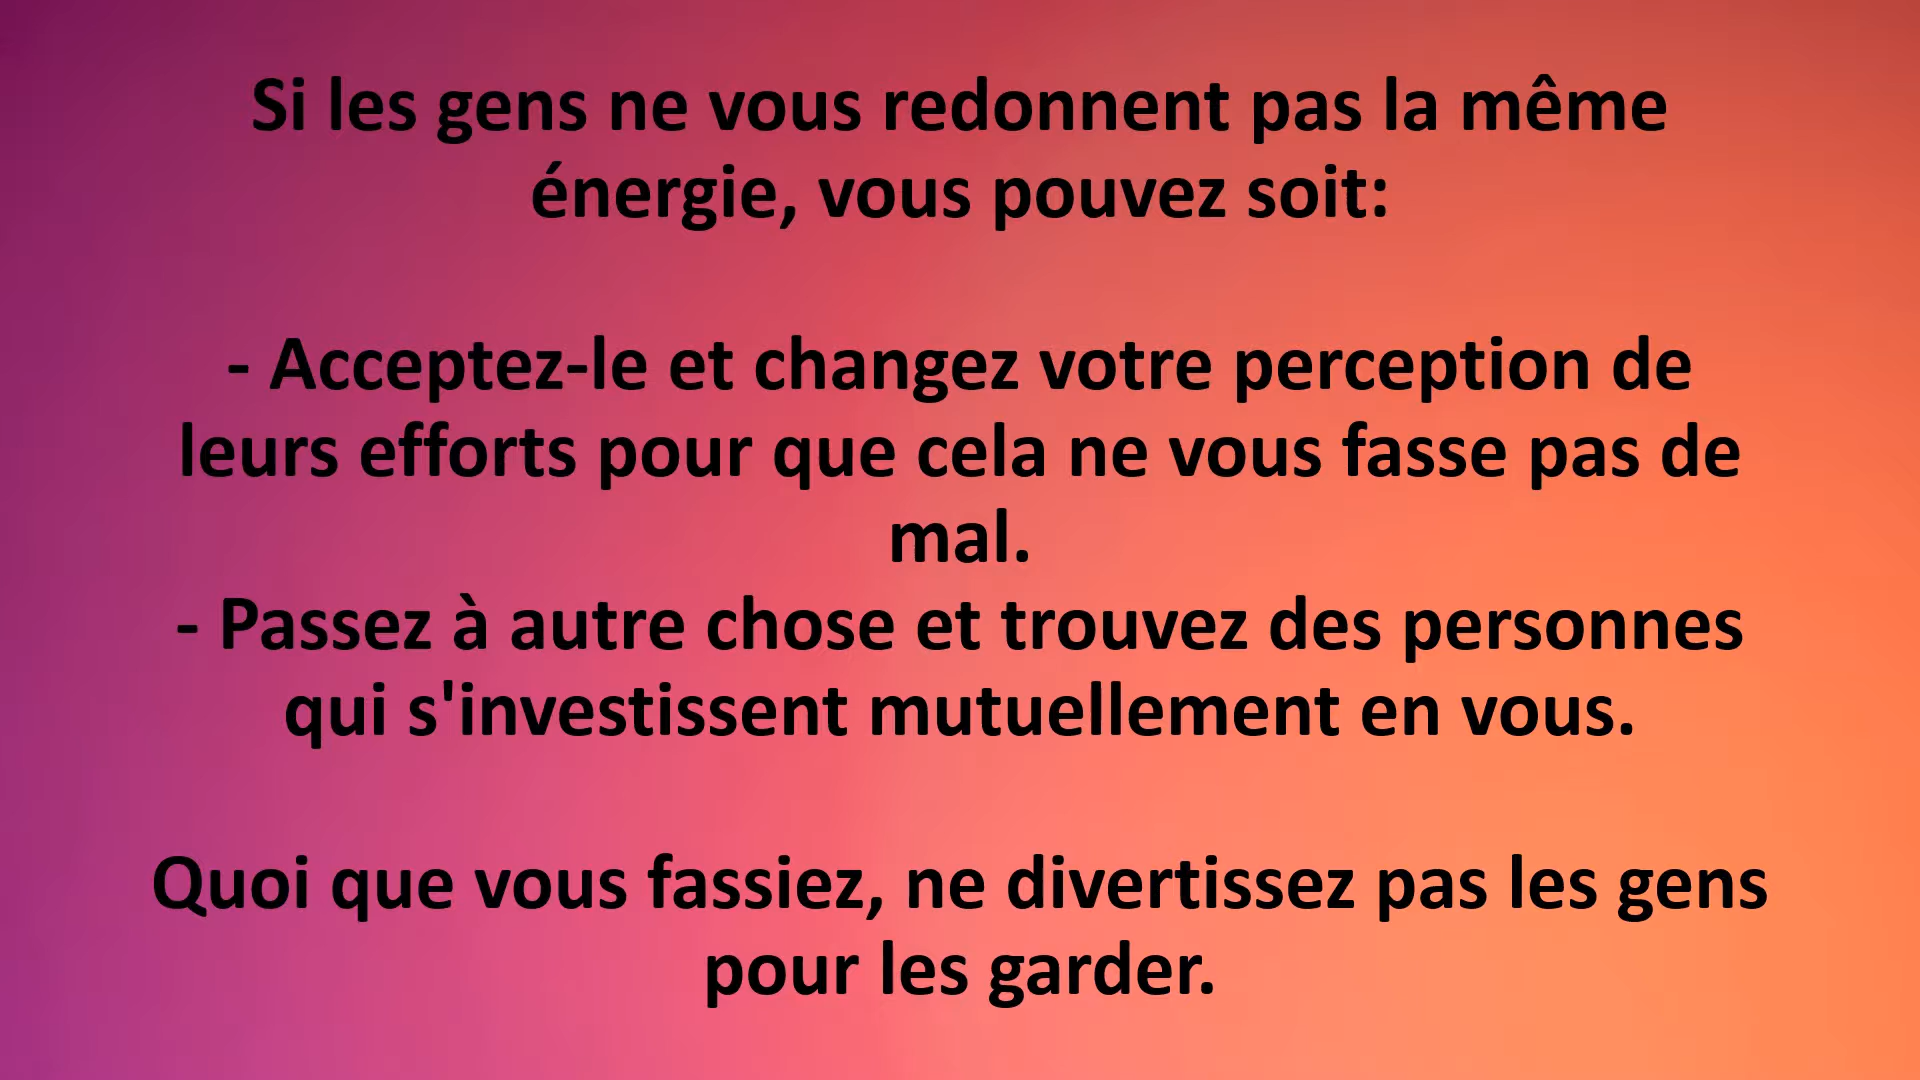 Si les gens ne vous redonnent pas la même
énergie, vous pouvez soit:
- Acceptez-le et changez votre perception de
leurs efforts pour que cela ne vous fasse pas de
mal.
- Passez à autre chose et trouvez des personnes
qui s'investissent mutuellement en vous.
Quoi que vous fassiez, ne divertissez pas les gens
pour les garder.